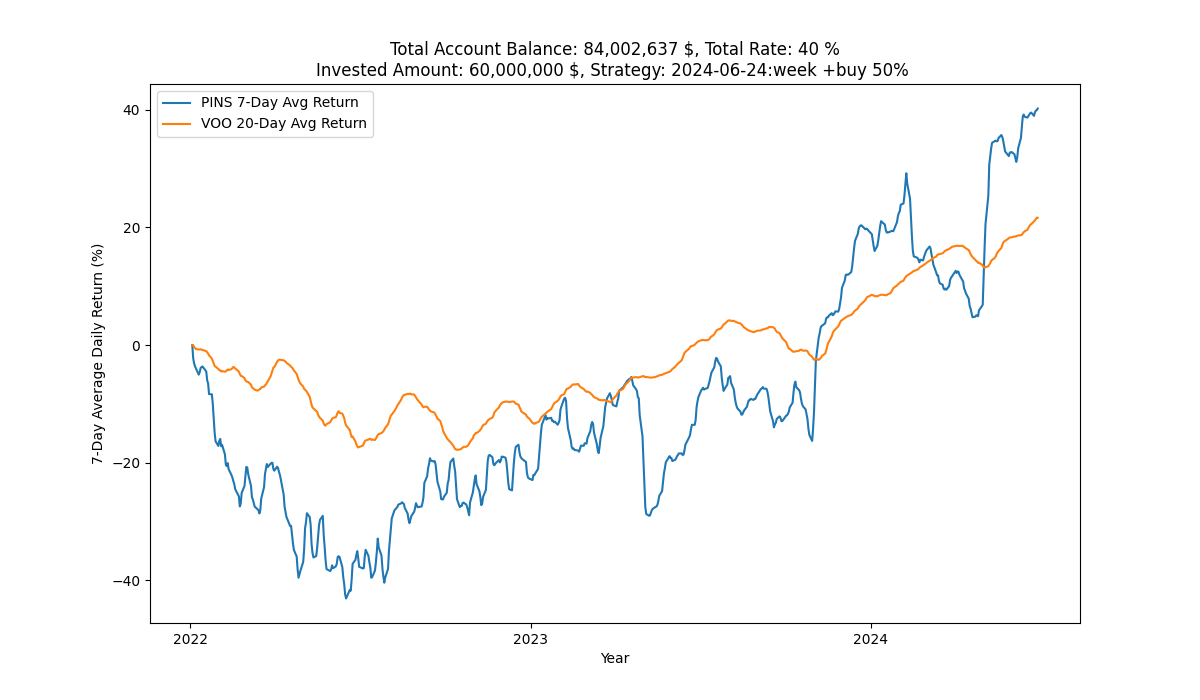 Total Account Balance: 84,002,637 $, Total Rate: 40 %
Invested Amount: 60,000,000 $, Strategy: 2024-06-24:week +buy 50%
PINS 7-Day Avg Return
VOO 20-Day Avg Return
7-Day Average Daily Return (%)
40
20
0
−20
−40
2022
2023
2024
Year